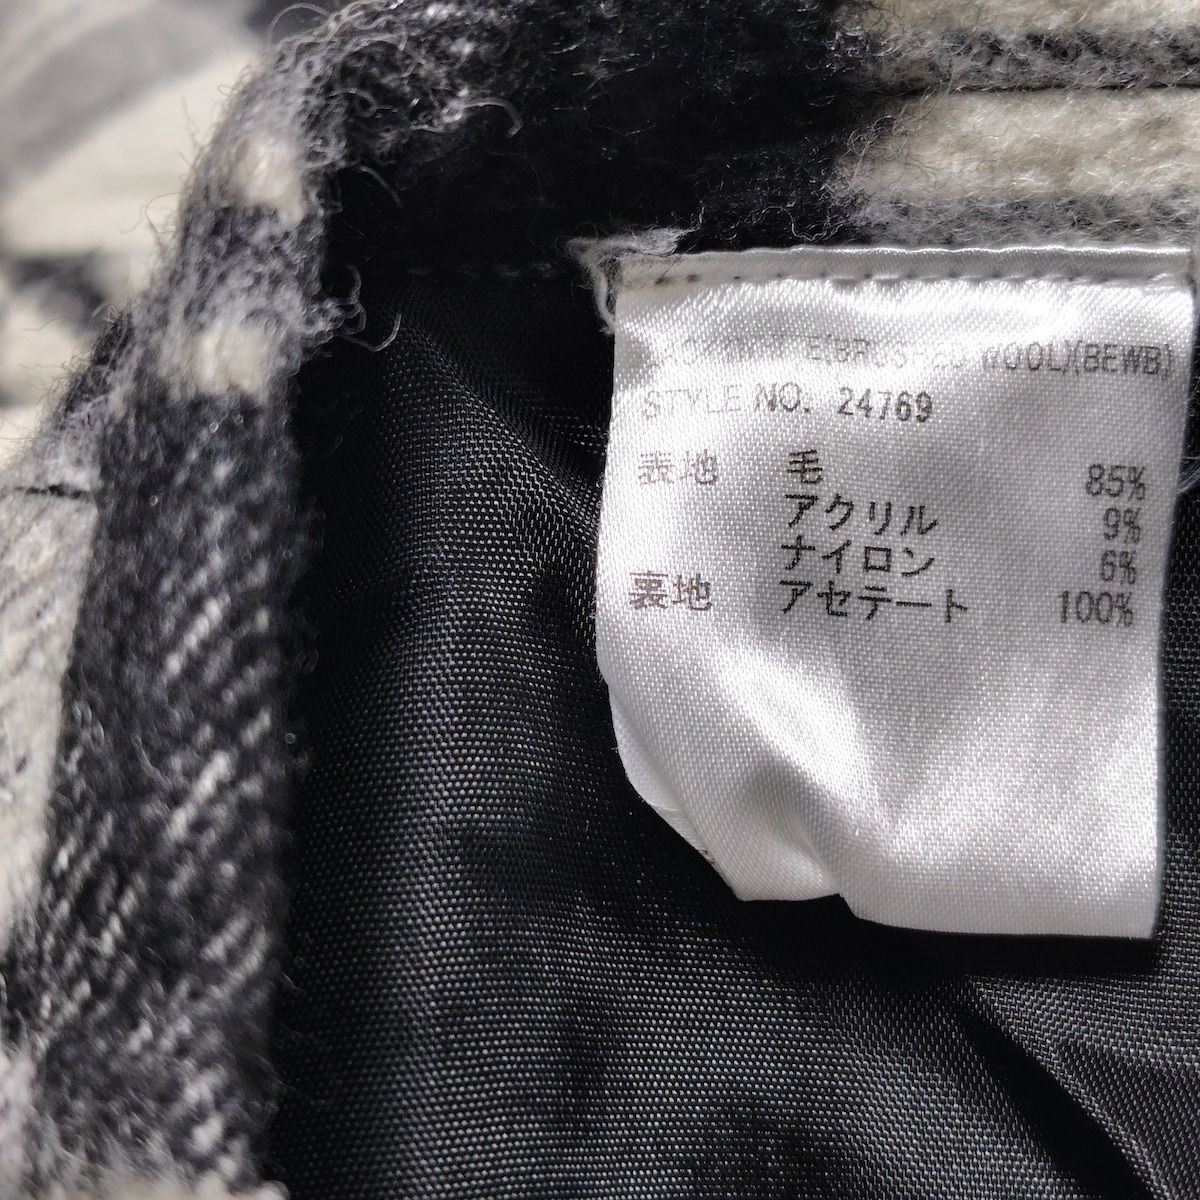 (BRUSHED WOOL)(BEWB)
STYLE NO. 24769
表地 毛 85%
アクリル 9%
ナイロン 6%
裏地 アセテート 100%